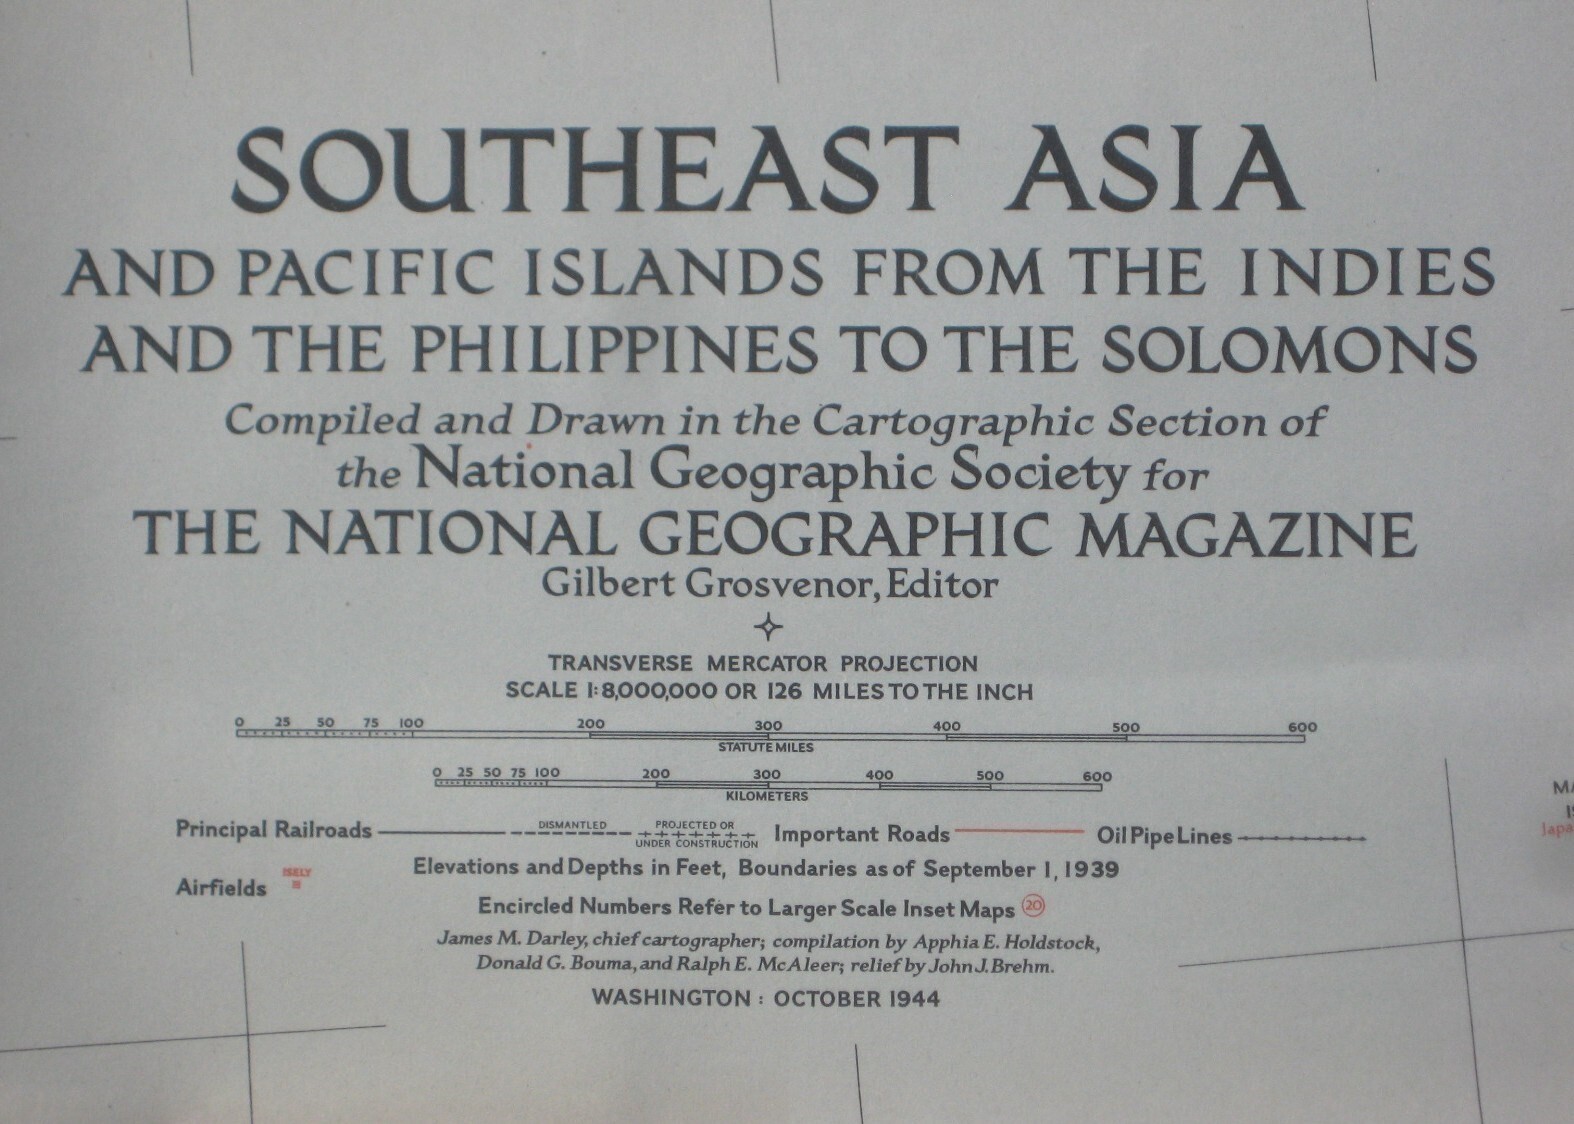 SOUTHEAST ASIA
AND PACIFIC ISLANDS FROM THE INDIES
AND THE PHILIPPINES TO THE SOLOMONS
Compiled and Drawn in the Cartographic Section of
the National Geographic Society for
THE NATIONAL GEOGRAPHIC MAGAZINE
Gilbert Grosvenor, Editor
TRANSVERSE MERCATOR PROJECTION
SCALE 1:8,000,000 OR 126 MILES TO THE INCH
0 25 50 75 100 200 300 400 500 600
STATUTE MILES
0 25 50 75 100 200 300 400 500 600
KILOMETERS
Principal Railroads DISMANTLED PROJECTED OR UNDER CONSTRUCTION Important Roads Oil Pipe Lines
Elevations and Depths in Feet, Boundaries as of September 1, 1939
Airfields ISELY
Encircled Numbers Refer to Larger Scale Inset Maps 20
James M. Darley, chief cartographer; compilation by Apphia E. Holdstock,
Donald G. Bouma, and Ralph E. McAleer; relief by John J. Brehm.
WASHINGTON : OCTOBER 1944